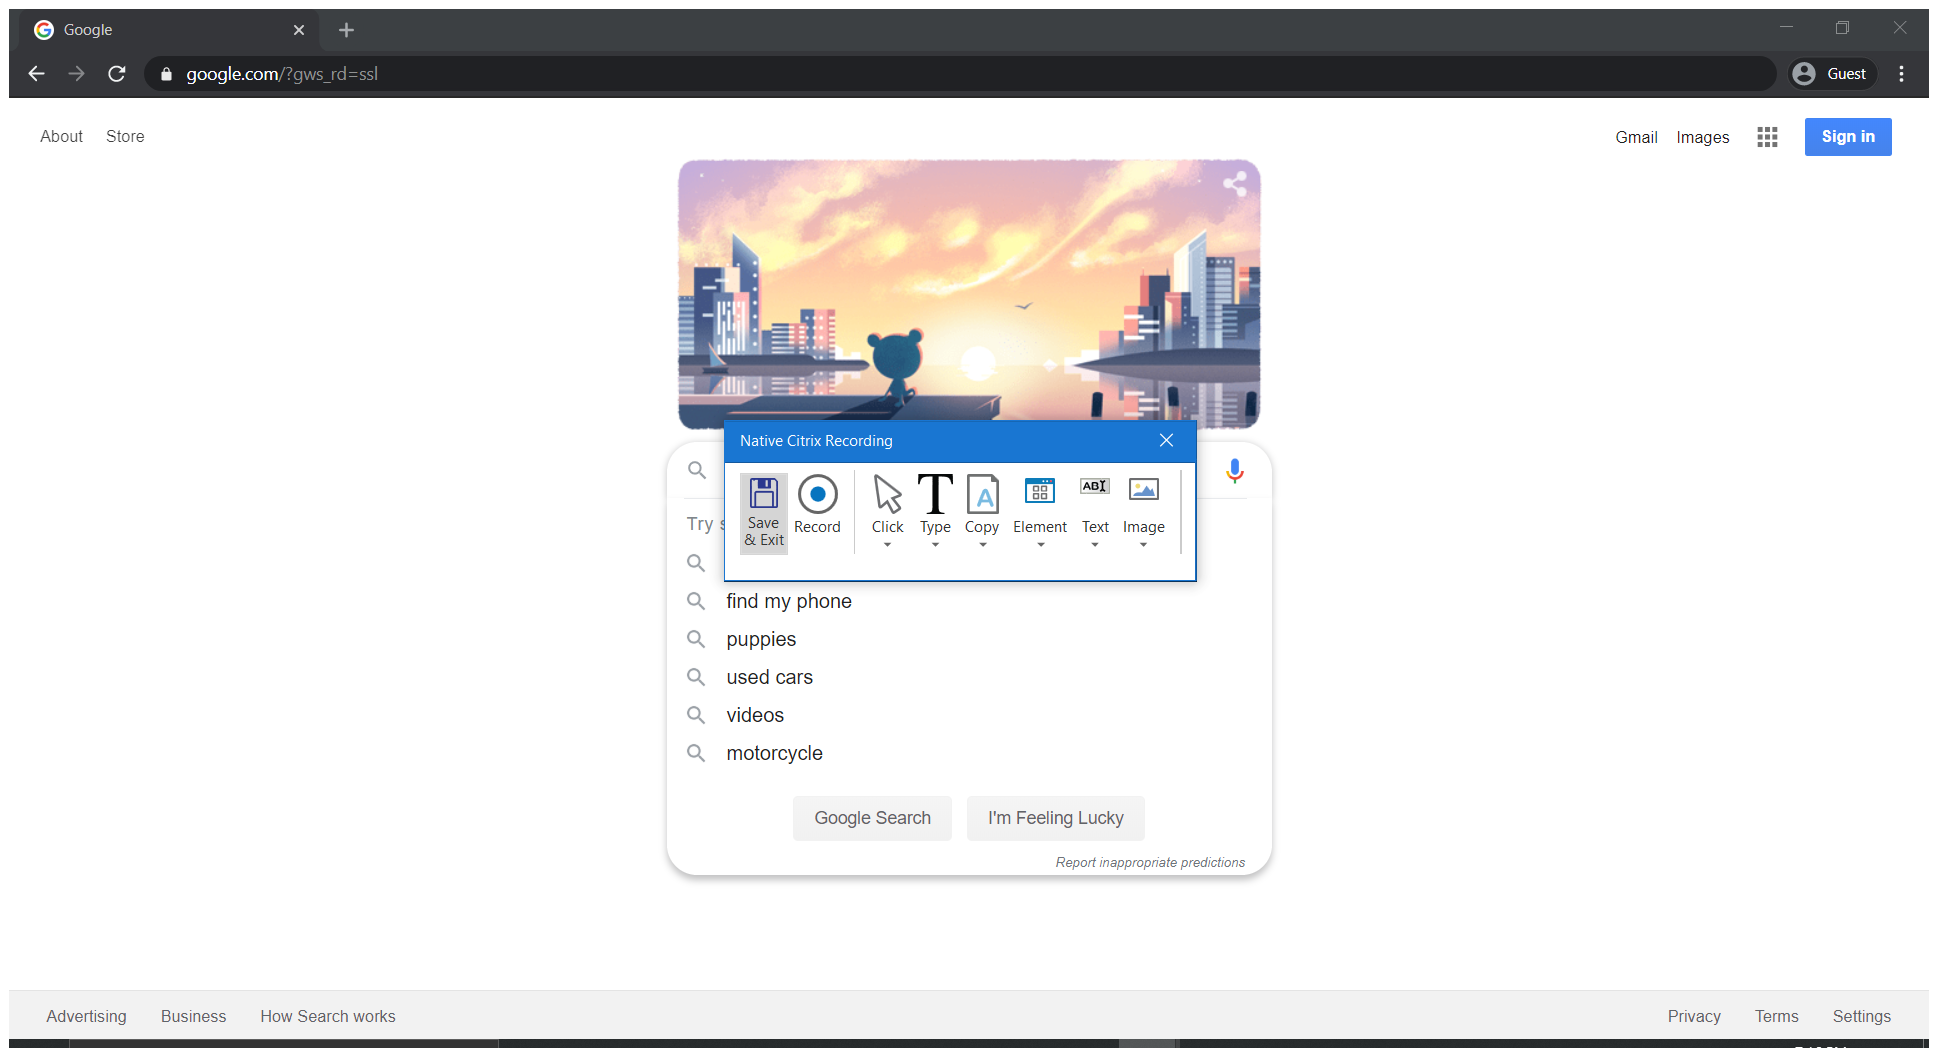 Google
google.com/?gws_rd=ssl
Guest
About Store
Gmail Images Sign in
Native Citrix Recording
Save & Exit
Record
Click
Type
Copy
Element
Text
Image
AB
A
Try
find my phone
puppies
used cars
videos
motorcycle
Google Search I'm Feeling Lucky
Report inappropriate predictions
Advertising Business How Search works
Privacy Terms Settings